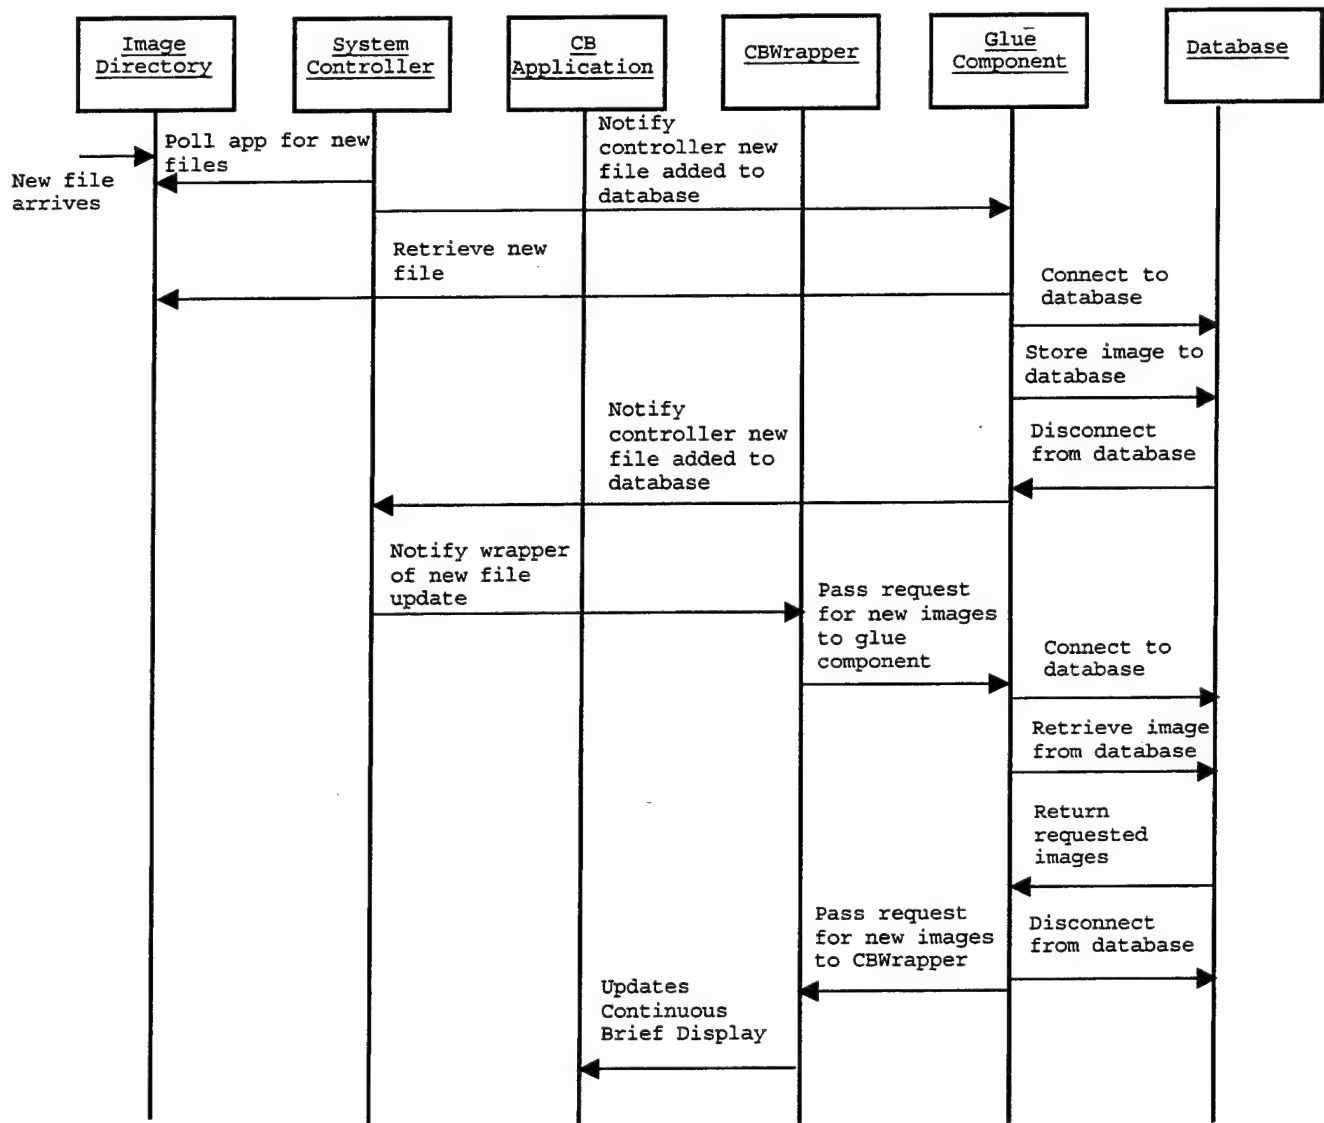 Image
Directory
System
Controller
CB
Application
CBWrapper
Glue
Component
Database
New file
arrives
Poll app for new
files
Notify
controller new
file added to
database
Retrieve new
file
Connect to
database
Store image to
database
Disconnect
from database
Notify
controller new
file added to
database
Notify wrapper
of new file
update
Pass request
for new images
to glue
component
Connect to
database
Retrieve image
from database
Return
requested
images
Disconnect
from database
Pass request
for new images
to CBWrapper
Updates
Continuous
Brief Display